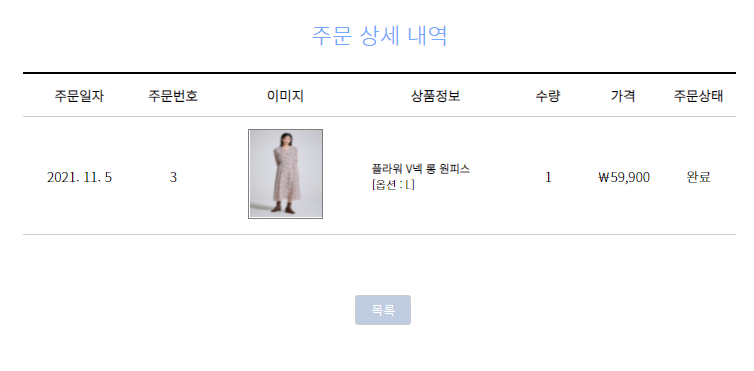 주문 상세 내역
주문일자 주문번호 이미지 상품정보 수량 가격 주문상태
2021. 11. 5 3 플라워 V넥 롱 원피스 1 ₩59,900 완료
[옵션 : L]
목록